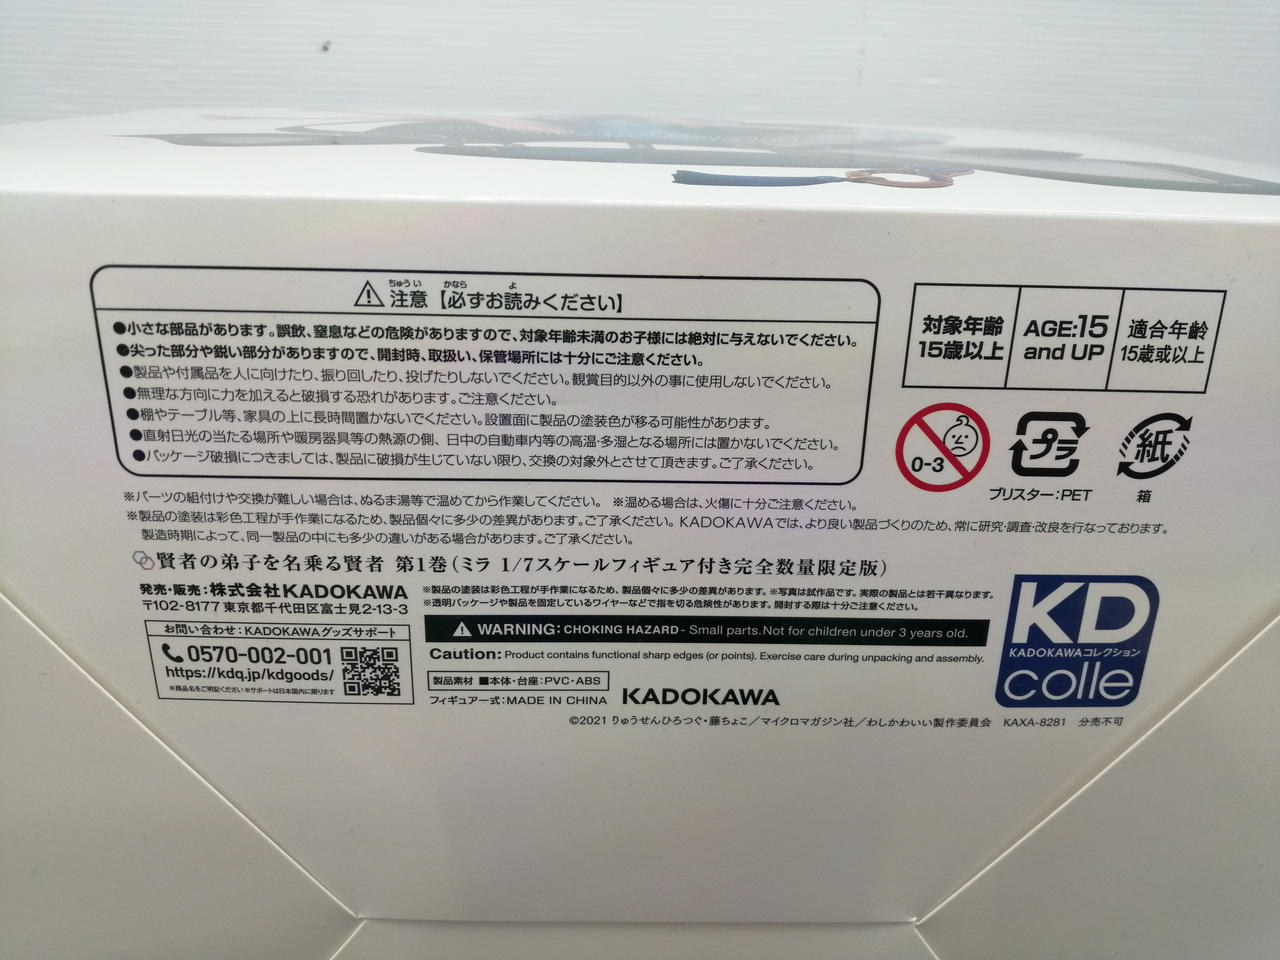 ⚠注意【必ずお読みください】
ちゅうい かなら よ
●小さな部品があります。誤飲、窒息などの危険がありますので、対象年齢未満のお子様には絶対に与えないでください。
●尖った部分や鋭い部分がありますので、開封時、取扱い、保管場所には十分にご注意ください。
●製品や付属品を人に向けたり、振り回したり、投げたりしないでください。観賞目的以外の事に使用しないでください。
●無理な方向に力を加えると破損する恐れがあります。ご注意ください。
●棚やテーブル等、家具の上に長時間置かないでください。設置面に製品の塗装色が移る可能性があります。
●直射日光の当たる場所や暖房器具等の熱源の側、日中の自動車内等の高温・多湿となる場所には置かないでください。
●パッケージ破損につきましては、製品に破損が生じていない限り、交換の対象外とさせて頂きます。ご了承ください。
対象年齢
15歳以上
AGE:15
and UP
適合年齢
15歳或以上
0-3
プラ
ブリスター:PET
紙
箱
※パーツの組付けや交換が難しい場合は、ぬるま湯等で温めてから作業してください。 ※温める場合は、火傷に十分ご注意ください。
※製品の塗装は彩色工程が手作業になるため、製品個々に多少の差異があります。ご了承ください。KADOKAWAでは、より良い製品づくりのため、常に研究・調査・改良を行なっております。
製造時期によって、同一製品の中にも多少の違いがある場合があります。ご了承ください。
賢者の弟子を名乗る賢者 第1巻(ミラ 1/7スケールフィギュア付き完全数量限定版)
発売・販売:株式会社KADOKAWA
〒102-8177 東京都千代田区富士見2-13-3
お問い合わせ:KADOKAWAグッズサポート
0570-002-001
https://kdq.jp/kdgoods/
※商品名をご明記ください ※サポートは日本国内に限ります
※製品の塗装は彩色工程が手作業になるため、製品個々に多少の差異があります。※写真は試作品です。実際の製品とは若干異なります。
※透明パッケージや製品を固定しているワイヤーなどで指を切る危険性があります。開封する際は十分ご注意ください。
⚠ WARNING: CHOKING HAZARD - Small parts. Not for children under 3 years old.
Caution: Product contains functional sharp edges (or points). Exercise care during unpacking and assembly.
製品素材 ■本体・台座:PVC・ABS
フィギュア一式:MADE IN CHINA
KADOKAWA
KD
KADOKAWAコレクション
colle
©2021 りゅうせんひろつぐ・藤ちょこ/マイクロマガジン社/わしかわいい製作委員会 KAXA-8281 分売不可